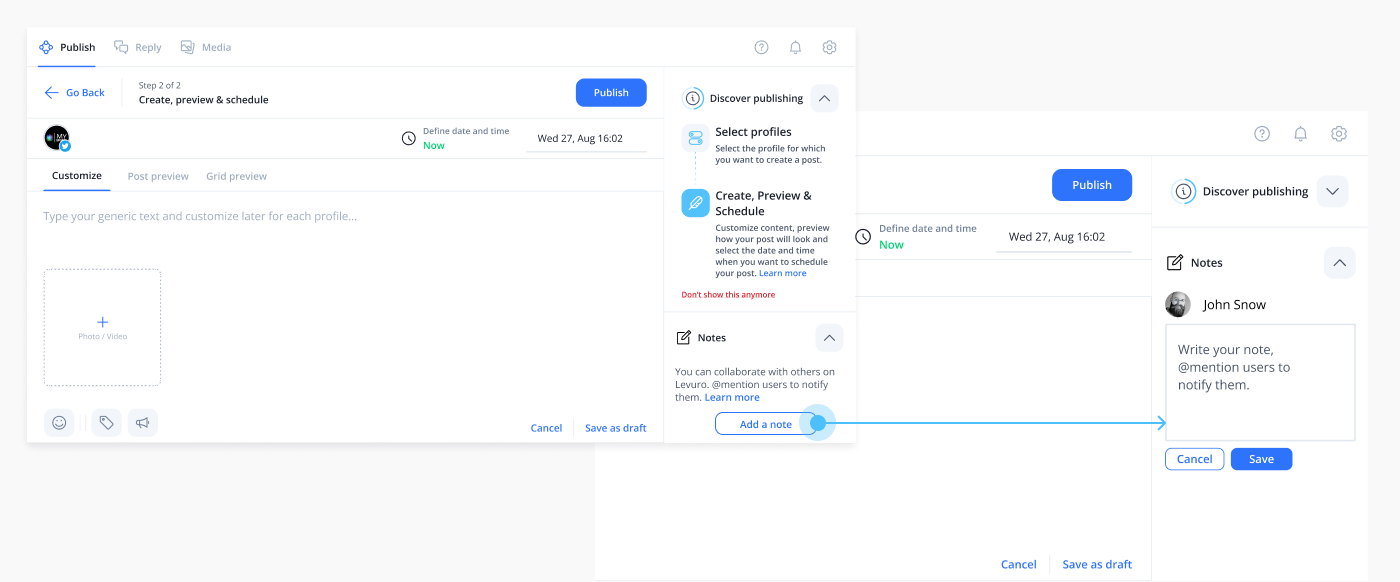 Publish
Reply
Media
Go Back
Step 2 of 2
Create, preview & schedule
Publish
MY
Define date and time
Now
Wed 27, Aug 16:02
Customize
Post preview
Grid preview
Type your generic text and customize later for each profile...
Photo / Video
Cancel
Save as draft
Discover publishing
Select profiles
Select the profile for which
you want to create a post.
Create, Preview &
Schedule
Customize content, preview
how your post will look and
select the date and time
when you want to schedule
your post. Learn more
Don't show this anymore
Notes
You can collaborate with others on
Levuro. @mention users to notify
them. Learn more
Add a note
Publish
Define date and time
Now
Wed 27, Aug 16:02
Cancel
Save as draft
Discover publishing
Notes
John Snow
Write your note,
@mention users to
notify them.
Cancel
Save